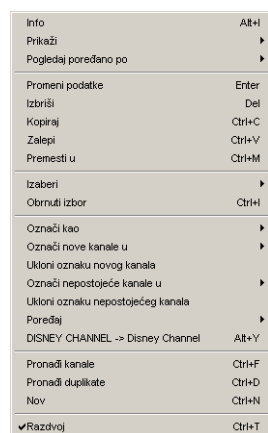 Info Alt+I
Prikaži
Pogledaj poređano po
Promeni podatke Enter
Izbriši Del
Kopiraj Ctrl+C
Zalepi Ctrl+V
Premesti u Ctrl+M
Izaberi
Obrnuti izbor Ctrl+I
Označi kao
Označi nove kanale u
Ukloni oznaku novog kanala
Označi nepostojeće kanale u
Ukloni oznaku nepostojećeg kanala
Poređaj
DISNEY CHANNEL -> Disney Channel Alt+Y
Pronađi kanale Ctrl+F
Pronađi duplikate Ctrl+D
Nov Ctrl+N
Razdvoj Ctrl+T